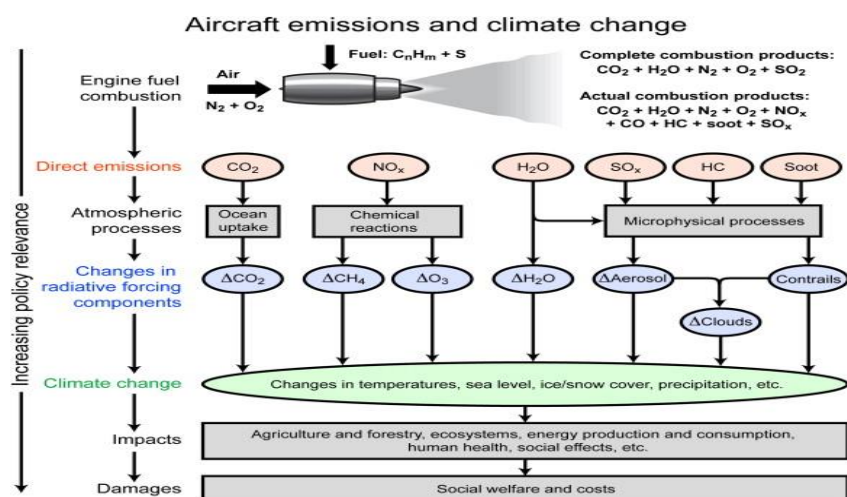 Aircraft emissions and climate change
Fuel: CₙHₘ + S
Complete combustion products:
CO₂ + H₂O + N₂ + O₂ + SO₂
Actual combustion products:
CO₂ + H₂O + N₂ + O₂ + NOₓ
+ CO + HC + soot + SOₓ
Engine fuel
combustion
Air
N₂ + O₂
Increasing policy relevance
Direct emissions
CO₂
NOₓ
H₂O
SOₓ
HC
Soot
Atmospheric
processes
Ocean
uptake
Chemical
reactions
Microphysical processes
Changes in
radiative forcing
components
ΔCO₂
ΔCH₄
ΔO₃
ΔH₂O
ΔAerosol
Contrails
ΔClouds
Climate change
Changes in temperatures, sea level, ice/snow cover, precipitation, etc.
Impacts
Agriculture and forestry, ecosystems, energy production and consumption,
human health, social effects, etc.
Damages
Social welfare and costs